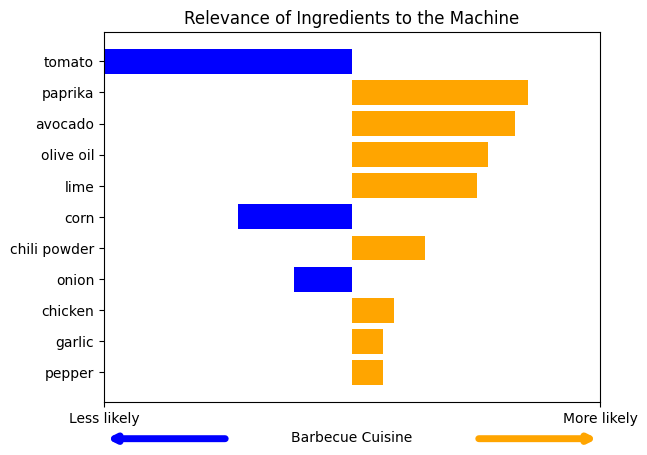 Relevance of Ingredients to the Machine
tomato
paprika
avocado
olive oil
lime
corn
chili powder
onion
chicken
garlic
pepper
Less likely
More likely
Barbecue Cuisine